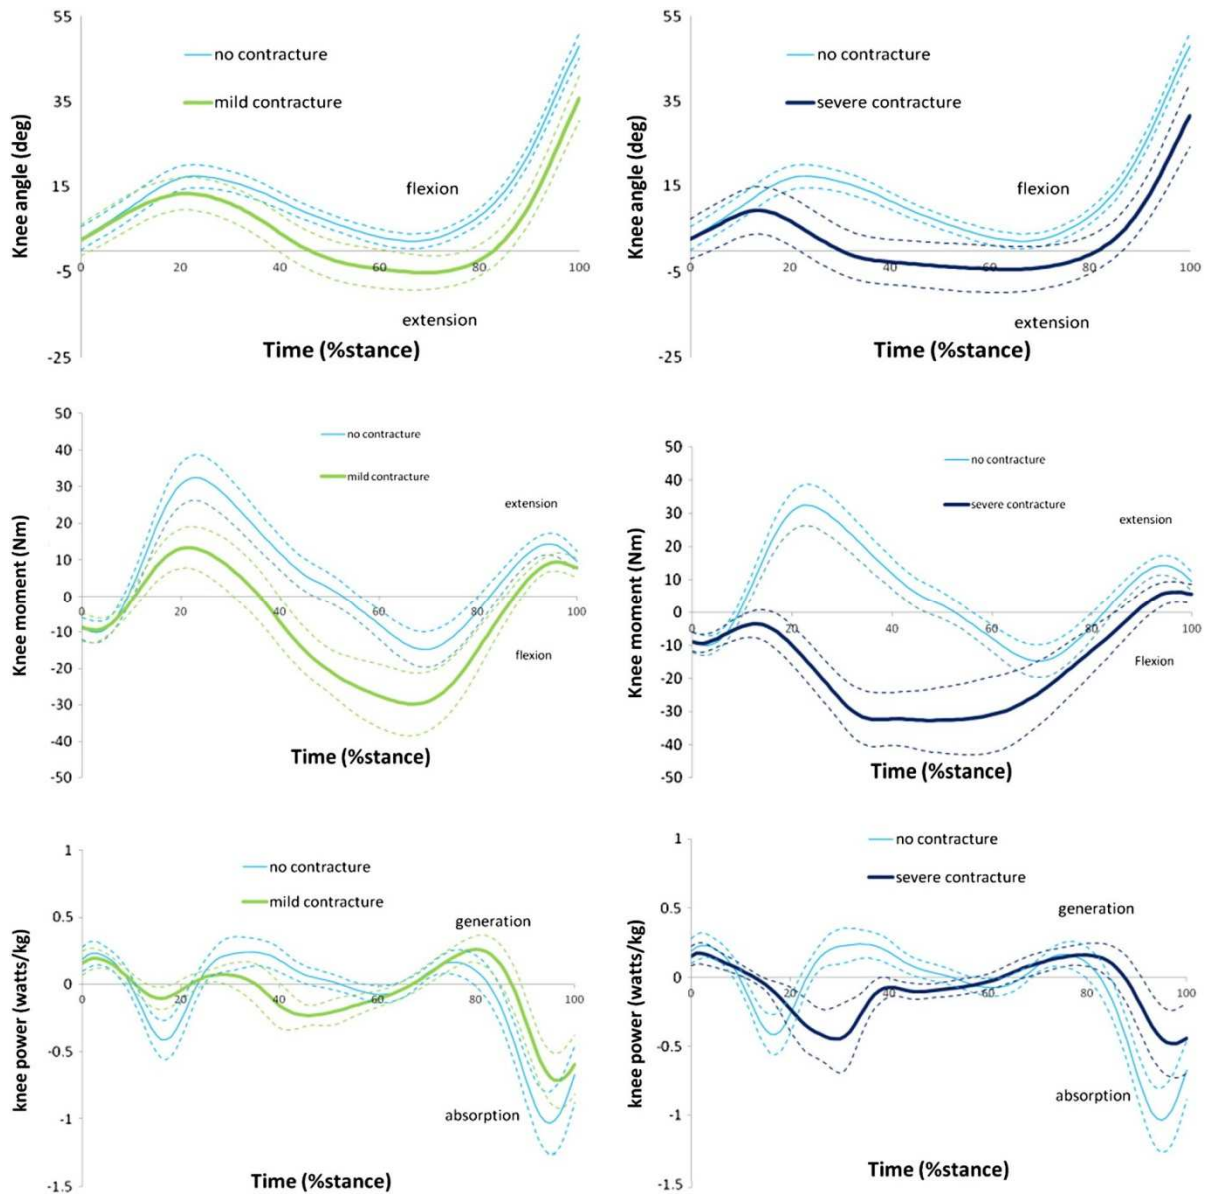 55
35
15
-5
-25
Knee angle (deg)
no contracture
mild contracture
flexion
extension
0
20
40
60
80
100
Time (%stance)
55
35
15
-5
-25
Knee angle (deg)
no contracture
severe contracture
flexion
extension
0
20
40
60
80
100
Time (%stance)
50
40
30
20
10
0
-10
-20
-30
-40
-50
Knee moment (Nm)
no contracture
mild contracture
extension
flexion
0
20
40
60
80
100
Time (%stance)
50
40
30
20
10
0
-10
-20
-30
-40
-50
Knee moment (Nm)
no contracture
severe contracture
extension
Flexion
0
20
40
60
80
100
Time (%stance)
1
0.5
0
-0.5
-1
-1.5
knee power (watts/kg)
no contracture
mild contracture
generation
absorption
0
20
40
60
80
100
Time (%stance)
1
0.5
0
-0.5
-1
-1.5
knee power (watts/kg)
no contracture
severe contracture
generation
absorption
0
20
40
60
80
100
Time (%stance)